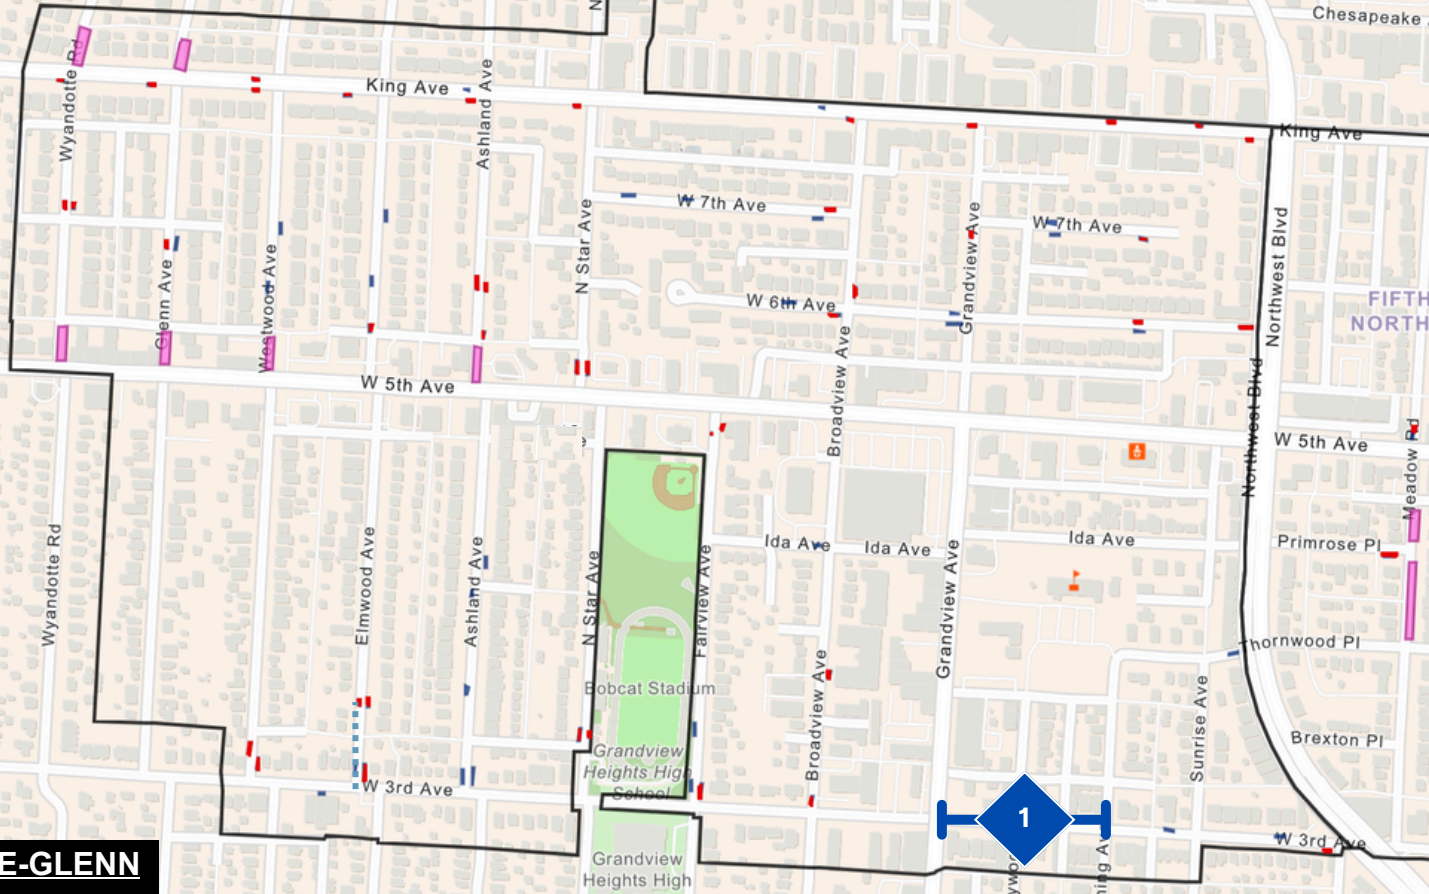 Chesapeake
N
Wyandotte Rd
King Ave
Ashland Ave
King Ave
W 7th Ave
W 7th Ave
N Star Ave
Grandview Ave
Northwest Blvd
Glenn Ave
Westwood Ave
W 6th Ave
FIFTH
NORTH
Broadview Ave
W 5th Ave
Northwest Blvd
W 5th Ave
Meadow Rd
e
Wyandotte Rd
Elmwood Ave
Ashland Ave
N Star Ave
Fairview Ave
Ida Ave
Ida Ave
Grandview Ave
Ida Ave
Primrose Pl
Thornwood Pl
Bobcat Stadium
Broadview Ave
Sunrise Ave
Brexton Pl
Grandview
Heights High
School
W 3rd Ave
1
W 3rd Ave
E-GLENN
Grandview
Heights High
ywo
ning Av